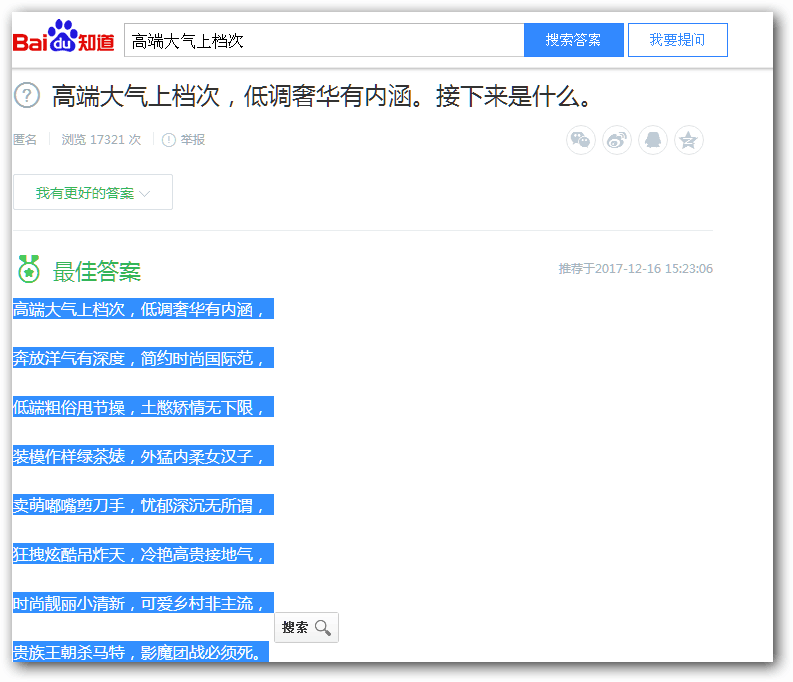 Bai du 知道 高端大气上档次 搜索答案 我要提问
? 高端大气上档次，低调奢华有内涵。接下来是什么。
匿名 浏览 17321 次 举报
我有更好的答案
最佳答案 推荐于2017-12-16 15:23:06
高端大气上档次，低调奢华有内涵，
奔放洋气有深度，简约时尚国际范，
低端粗俗甩节操，土憋矫情无下限，
装模作样绿茶婊，外猛内柔女汉子，
卖萌嘟嘴剪刀手，忧郁深沉无所谓，
狂拽炫酷吊炸天，冷艳高贵接地气，
时尚靓丽小清新，可爱乡村非主流，
搜索
贵族王朝杀马特，影魔团战必须死。